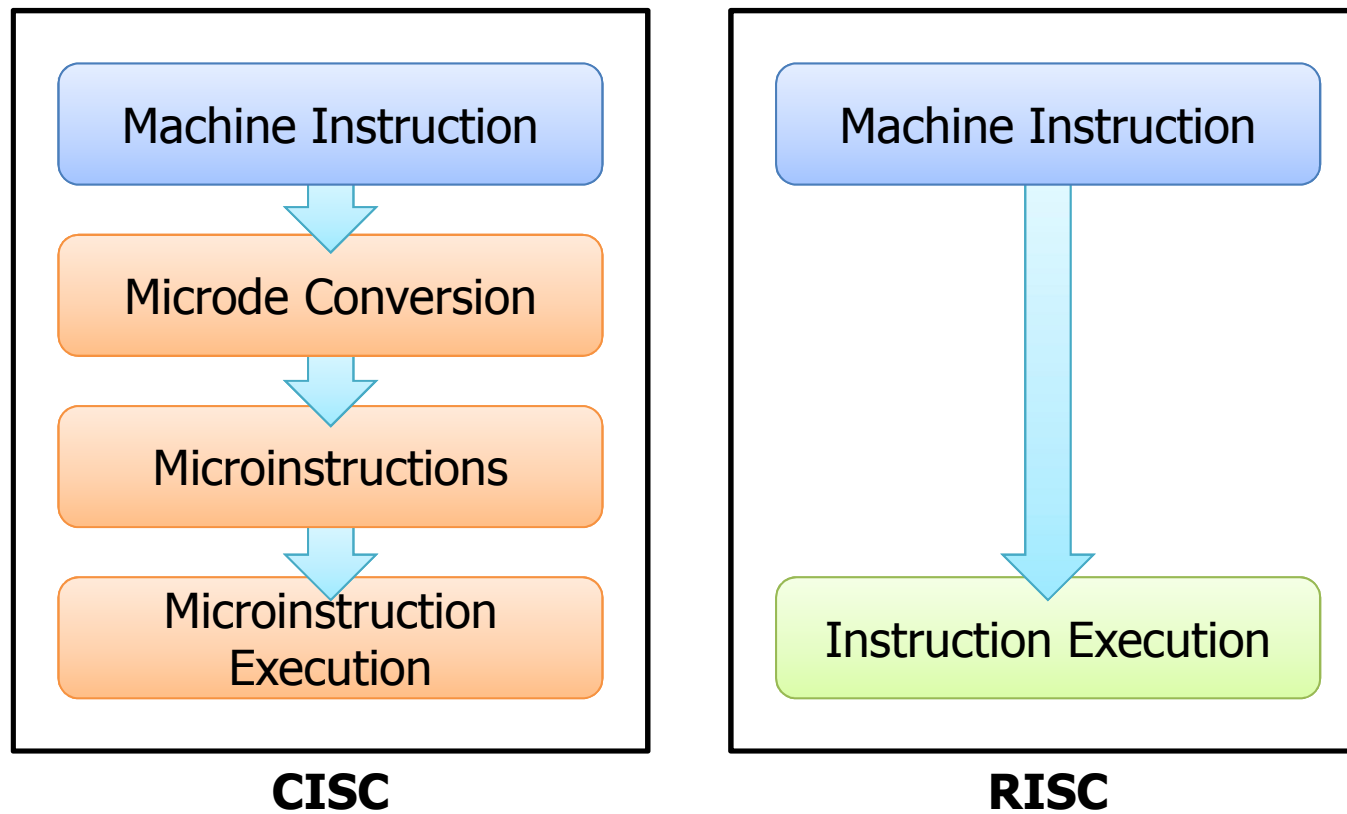 Machine Instruction
Microde Conversion
Microinstructions
Microinstruction
Execution
CISC
Machine Instruction
Instruction Execution
RISC